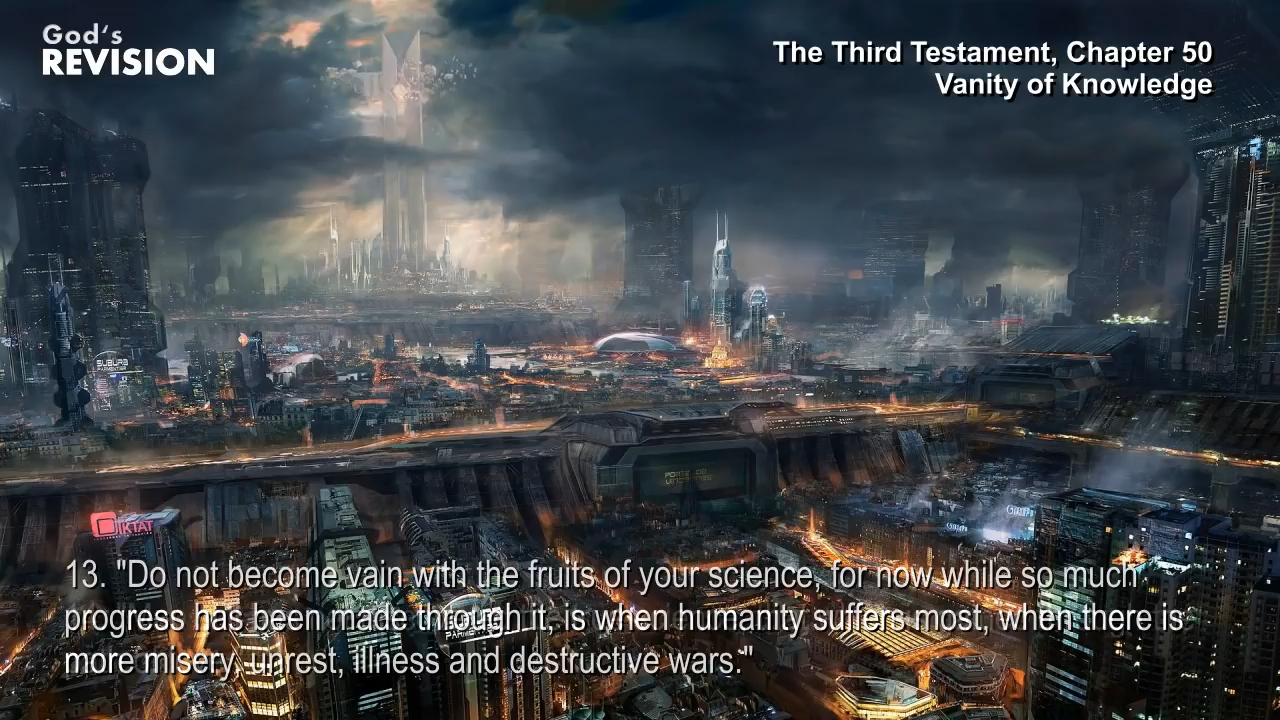 God's
REVISION
The Third Testament, Chapter 50
Vanity of Knowledge
SUBURB
DIKTAT
13. "Do not become vain with the fruits of your science, for now while so much
progress has been made through it, is when humanity suffers most, when there is
more misery, unrest, illness and destructive wars."